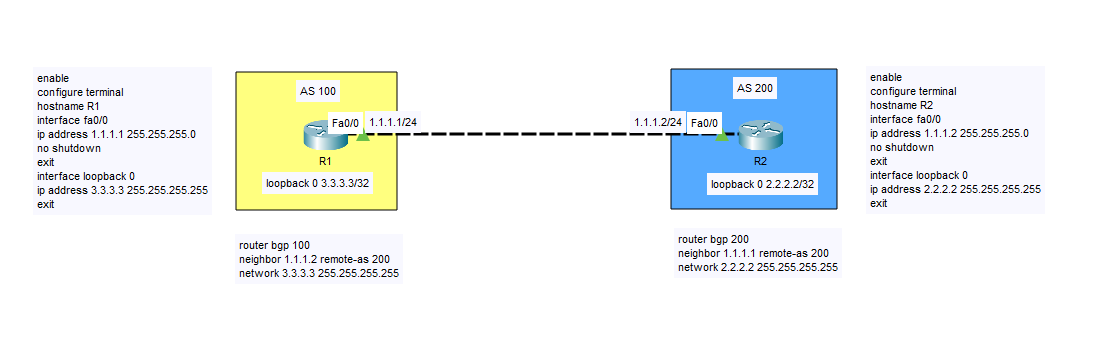 enable
configure terminal
hostname R1
interface fa0/0
ip address 1.1.1.1 255.255.255.0
no shutdown
exit
interface loopback 0
ip address 3.3.3.3 255.255.255.255
exit
AS 100
Fa0/0
1.1.1.1/24
R1
loopback 0 3.3.3.3/32
router bgp 100
neighbor 1.1.1.2 remote-as 200
network 3.3.3.3 255.255.255.255
AS 200
1.1.1.2/24
Fa0/0
R2
loopback 0 2.2.2.2/32
router bgp 200
neighbor 1.1.1.1 remote-as 200
network 2.2.2.2 255.255.255.255
enable
configure terminal
hostname R2
interface fa0/0
ip address 1.1.1.2 255.255.255.0
no shutdown
exit
interface loopback 0
ip address 2.2.2.2 255.255.255.255
exit